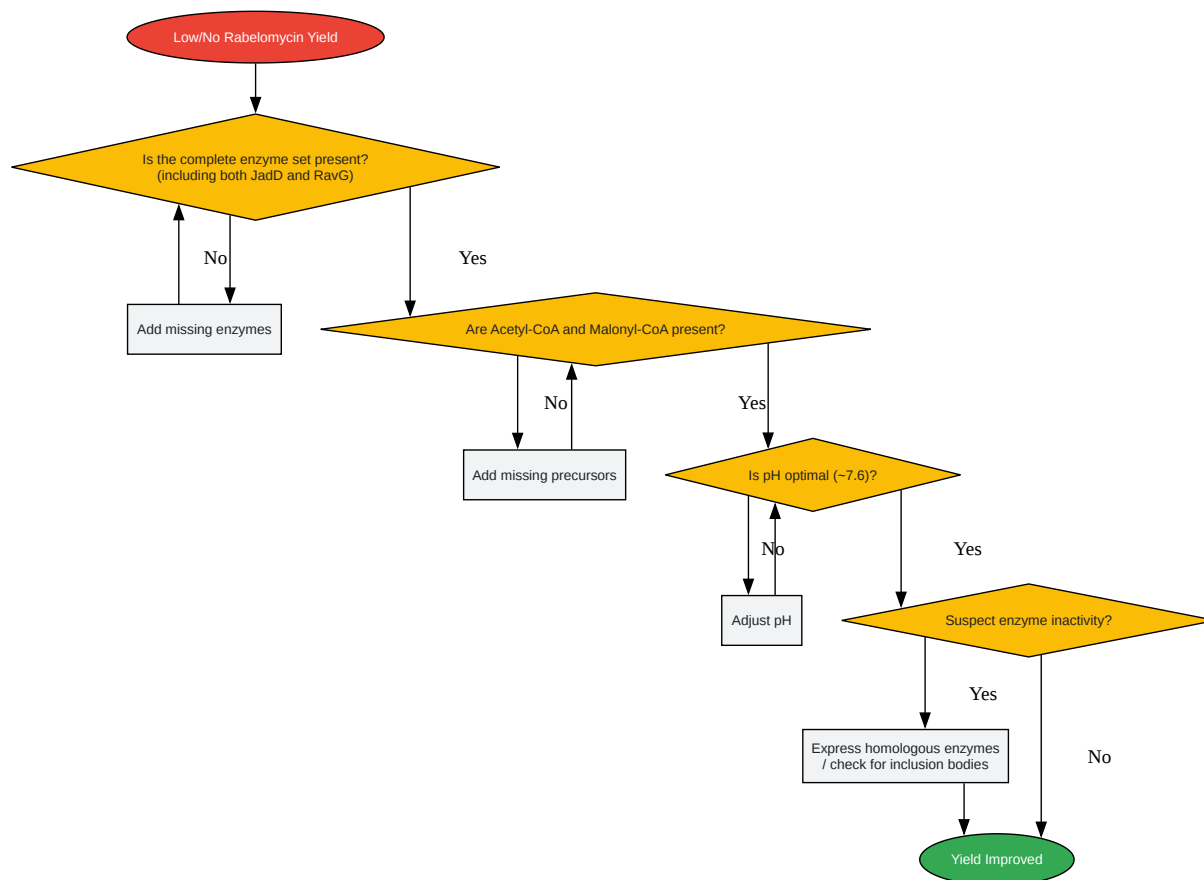 Low/No Rabelomycin Yield
Is the complete enzyme set present?
(including both JadD and RavG)
No
Yes
Add missing enzymes
Are Acetyl-CoA and Malonyl-CoA present?
No
Yes
Add missing precursors
Is pH optimal (~7.6)?
No
Yes
Adjust pH
Suspect enzyme inactivity?
Yes
Express homologous enzymes
/ check for inclusion bodies
No
Yield Improved